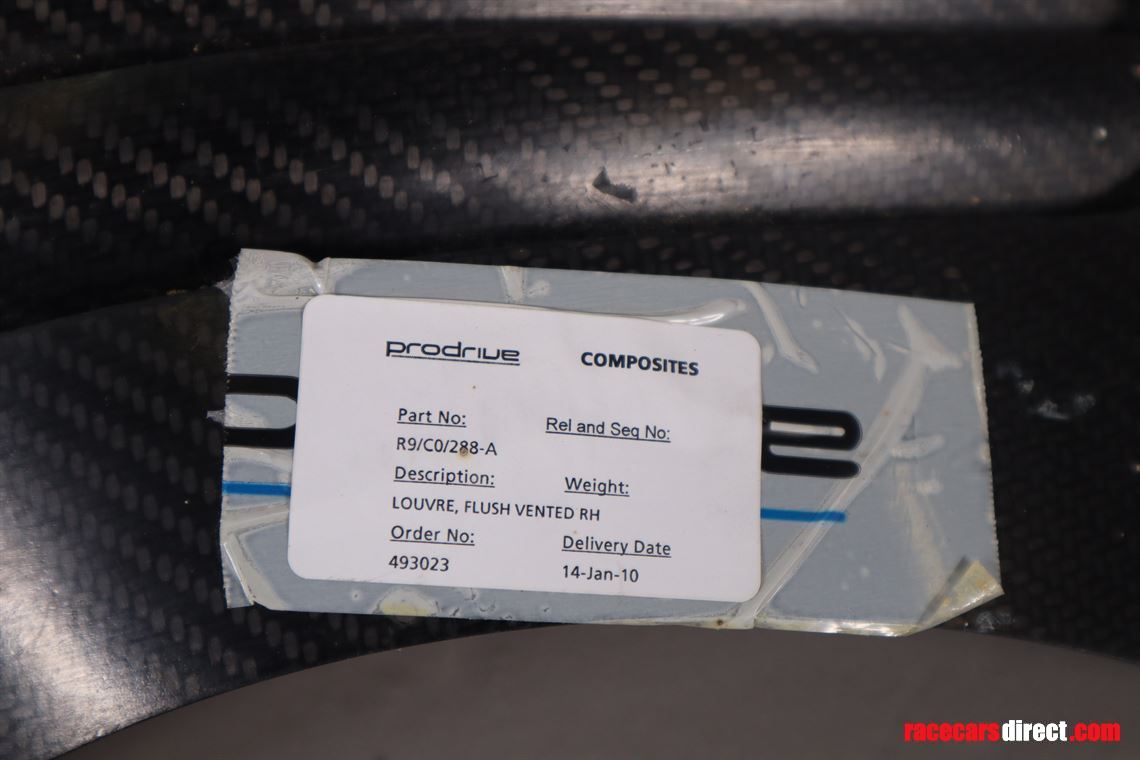 prodrive COMPOSITES
Part No: Rel and Seq No:
R9/C0/288-A
Description: Weight:
LOUVRE, FLUSH VENTED RH
Order No: Delivery Date
493023 14-Jan-10
e
racecarsdirect.com